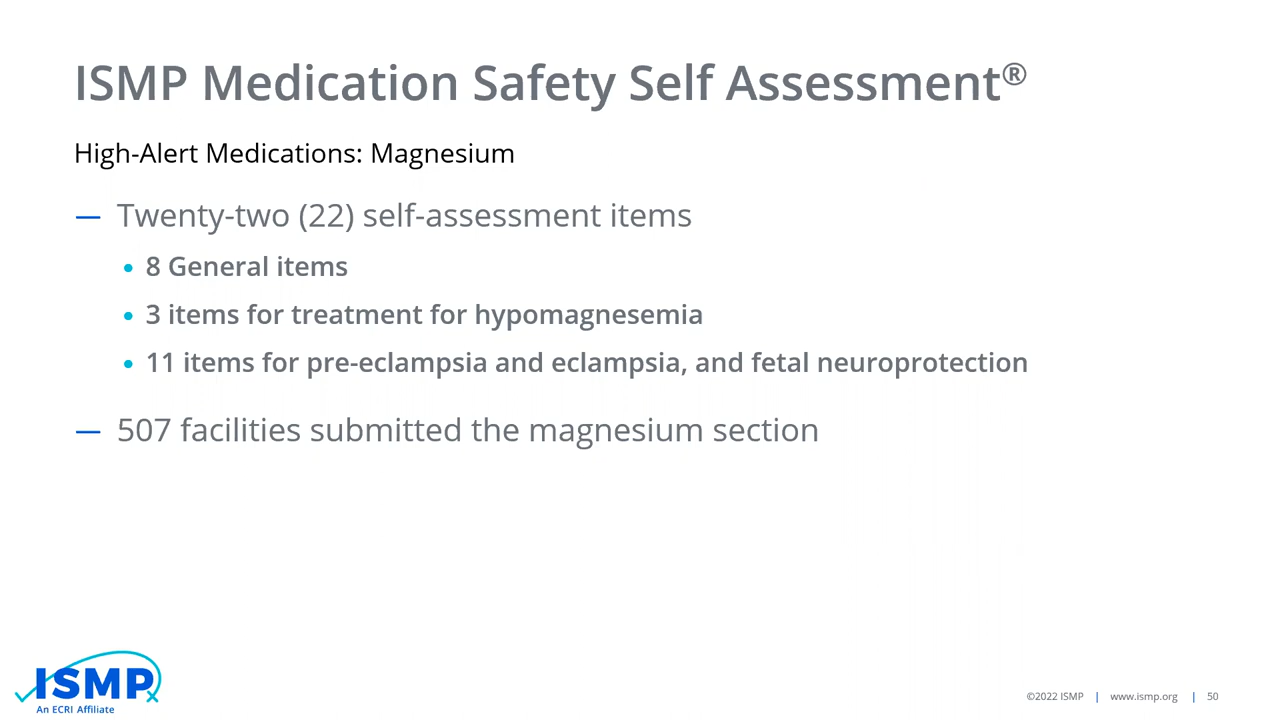 ISMP Medication Safety Self Assessment®
High-Alert Medications: Magnesium
— Twenty-two (22) self-assessment items
• 8 General items
• 3 items for treatment for hypomagnesemia
• 11 items for pre-eclampsia and eclampsia, and fetal neuroprotection
— 507 facilities submitted the magnesium section
ISMP
An ECRI Affiliate
©2022 ISMP | www.ismp.org | 50